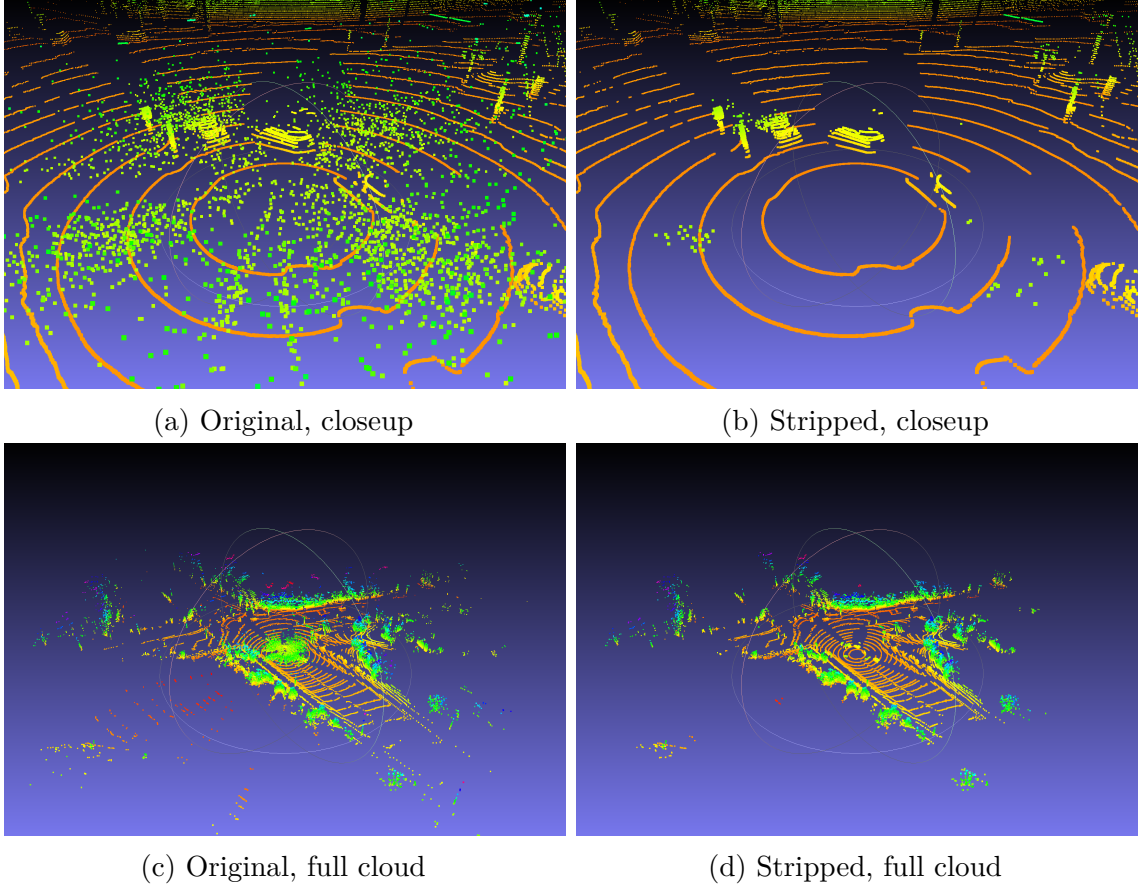 (a) Original, closeup
(b) Stripped, closeup
(c) Original, full cloud
(d) Stripped, full cloud